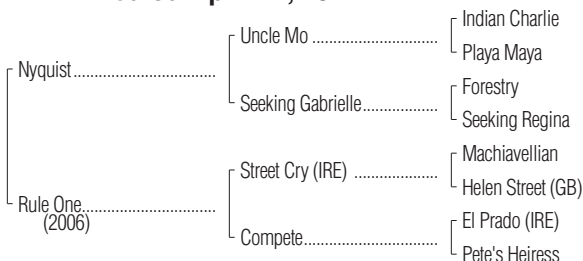 Indian Charlie
Uncle Mo
Playa Maya
Nyquist
Forestry
Seeking Gabrielle
Seeking Regina
Machiavellian
Street Cry (IRE)
Helen Street (GB)
Rule One
(2006)
El Prado (IRE)
Compete
Pete's Heiress